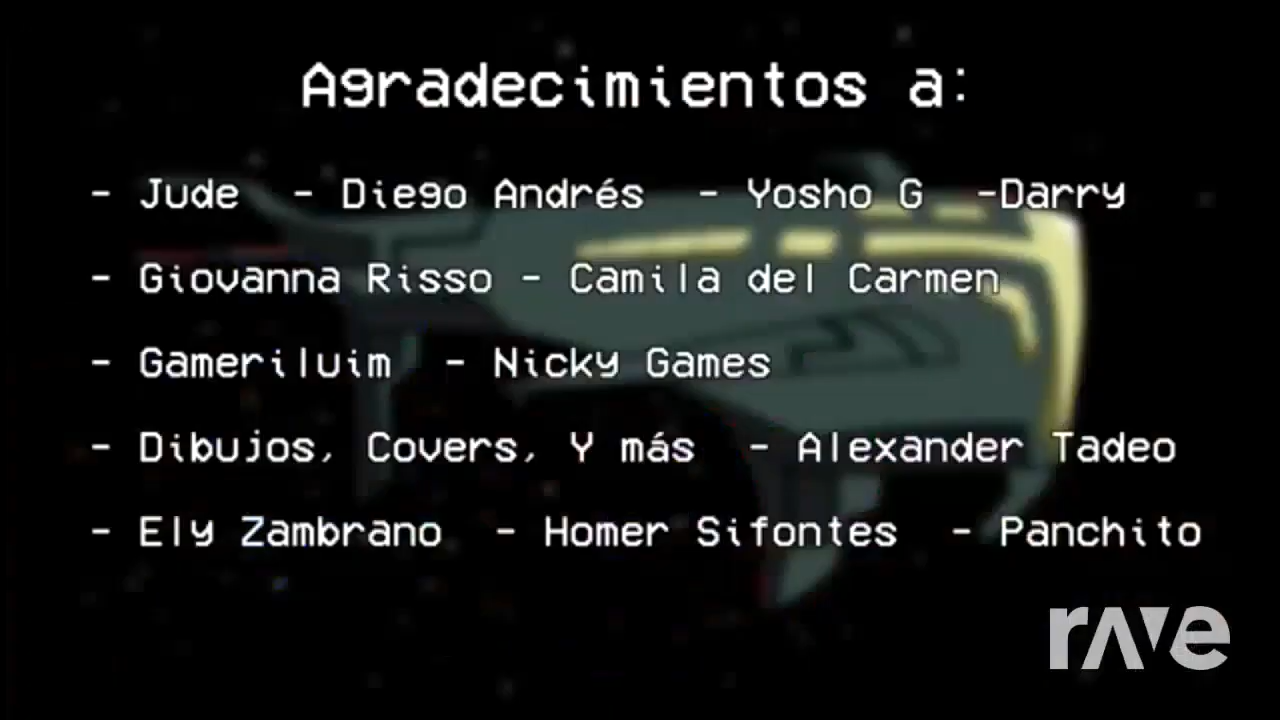 Agradecimientos a:
- Jude - Diego Andrés - Yosho G -Darry
- Giovanna Risso - Camila del Carmen
- Gameriluim - Nicky Games
- Dibujos, Covers, Y más - Alexander Tadeo
- Ely Zambrano - Homer Sifontes - Panchito
rave